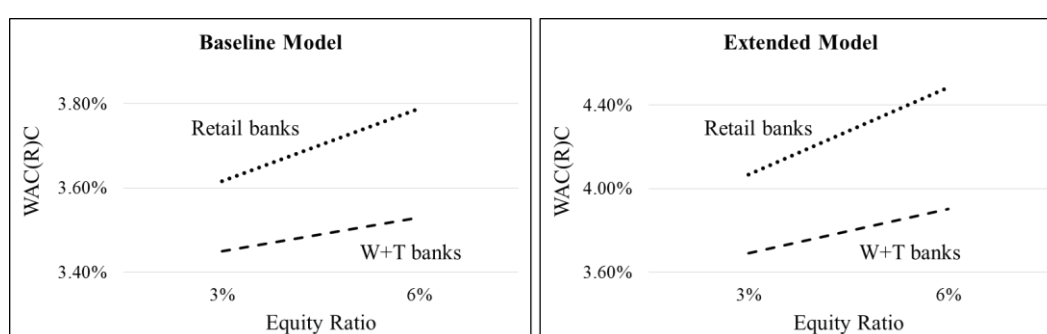 Baseline Model
WAC(R)C
3.80%
3.60%
3.40%
Retail banks
W+T banks
3%
6%
Equity Ratio
Extended Model
WAC(R)C
4.40%
4.00%
3.60%
Retail banks
W+T banks
3%
6%
Equity Ratio